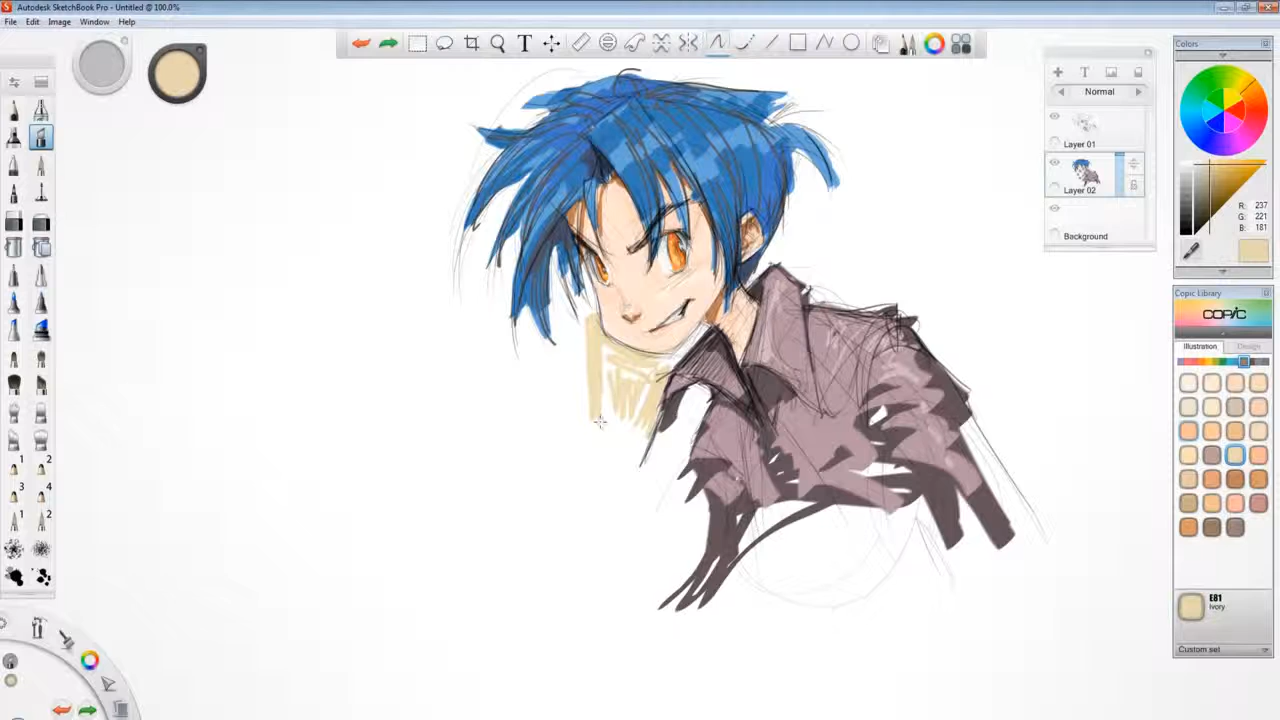 Autodesk SketchBook Pro - Untitled @ 100.0%
File Edit Image Window Help
T
T
Normal
Layer 01
Layer 02
Background
Colors
R: 237
G: 221
B: 181
Copic Library
COPIC
Illustration Design
E81
Ivory
Custom set
1 2
3 4
1 2